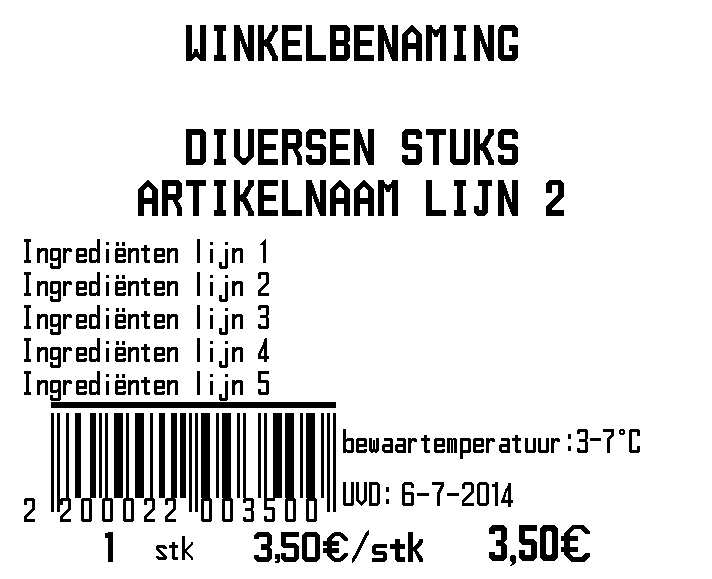 WINKELBENAMING
DIVERSEN STUKS
ARTIKELNAAM LIJN 2
Ingrediënten lijn 1
Ingrediënten lijn 2
Ingrediënten lijn 3
Ingrediënten lijn 4
Ingrediënten lijn 5
bewaartemperatuur:3-7°C
UVD: 6-7-2014
2 200022 003500
1 stk 3,50€/stk 3,50€